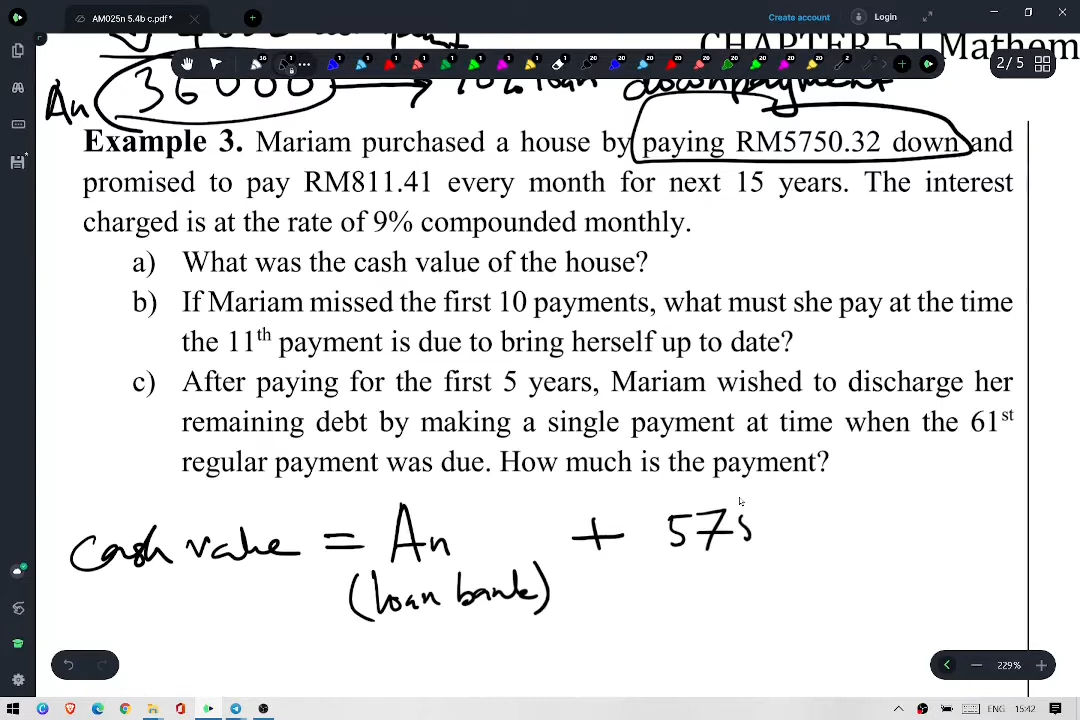 AM025n 5.4b c.pdf*
Create account
Login
CHAPTER 5 | Mathem
2/5
An 36000 → 10% loan downpayment
Example 3. Mariam purchased a house by paying RM5750.32 down and
promised to pay RM811.41 every month for next 15 years. The interest
charged is at the rate of 9% compounded monthly.
a) What was the cash value of the house?
b) If Mariam missed the first 10 payments, what must she pay at the time
the 11th payment is due to bring herself up to date?
c) After paying for the first 5 years, Mariam wished to discharge her
remaining debt by making a single payment at time when the 61st
regular payment was due. How much is the payment?
cash value = An + 575
(loan bank)
229%
ENG 15:42